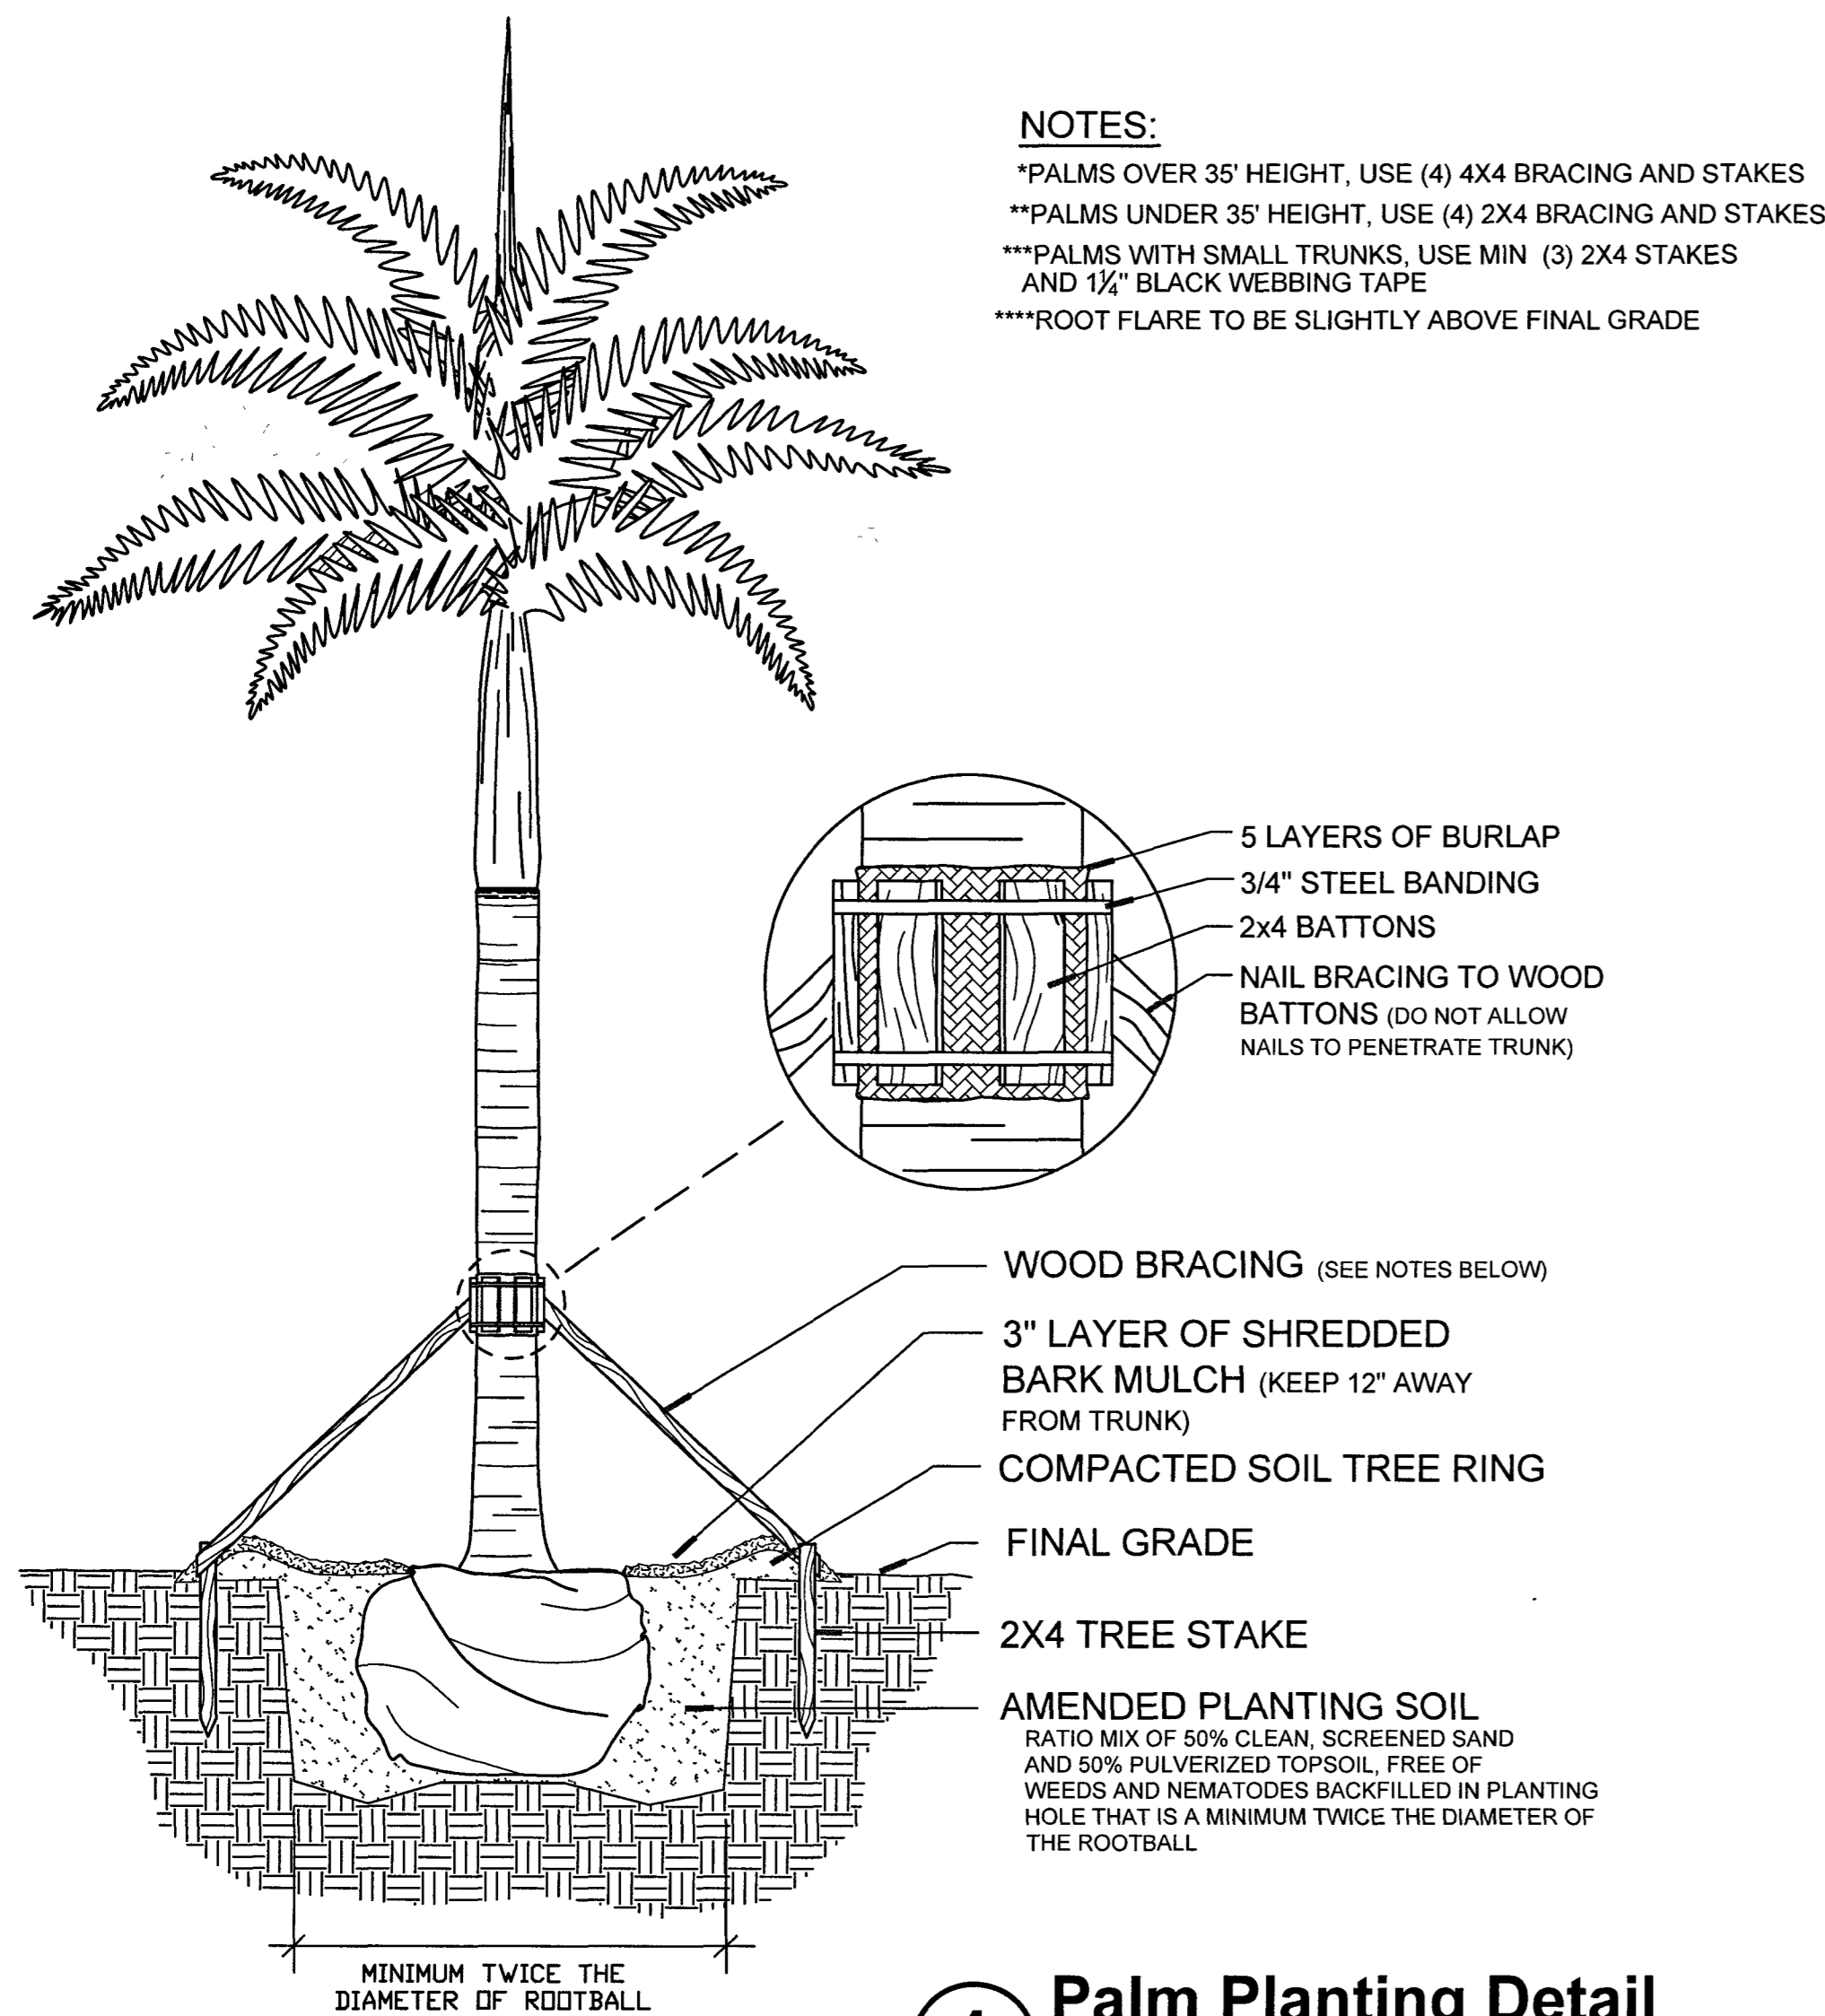 NOTES:
*PALMS OVER 35' HEIGHT, USE (4) 4X4 BRACING AND STAKES
**PALMS UNDER 35' HEIGHT, USE (4) 2X4 BRACING AND STAKES
***PALMS WITH SMALL TRUNKS, USE MIN (3) 2X4 STAKES
AND 1¼" BLACK WEBBING TAPE
****ROOT FLARE TO BE SLIGHTLY ABOVE FINAL GRADE
5 LAYERS OF BURLAP
3/4" STEEL BANDING
2x4 BATTONS
NAIL BRACING TO WOOD
BATTONS (DO NOT ALLOW
NAILS TO PENETRATE TRUNK)
WOOD BRACING (SEE NOTES BELOW)
3" LAYER OF SHREDDED
BARK MULCH (KEEP 12" AWAY
FROM TRUNK)
COMPACTED SOIL TREE RING
FINAL GRADE
2X4 TREE STAKE
AMENDED PLANTING SOIL
RATIO MIX OF 50% CLEAN, SCREENED SAND
AND 50% PULVERIZED TOPSOIL, FREE OF
WEEDS AND NEMATODES BACKFILLED IN PLANTING
HOLE THAT IS A MINIMUM TWICE THE DIAMETER OF
THE ROOTBALL
MINIMUM TWICE THE
DIAMETER OF ROOTBALL
Palm Planting Detail